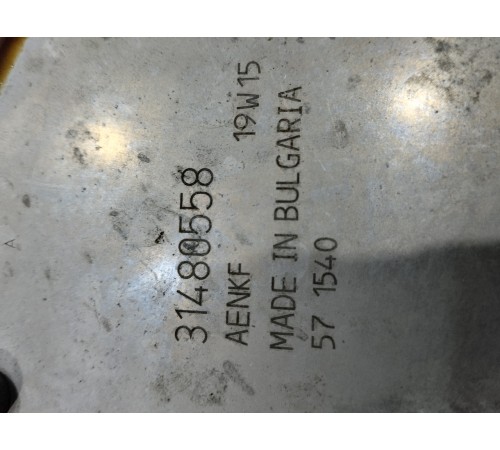 31480558
AENKF 19W15
MADE IN BULGARIA
57 1540
A